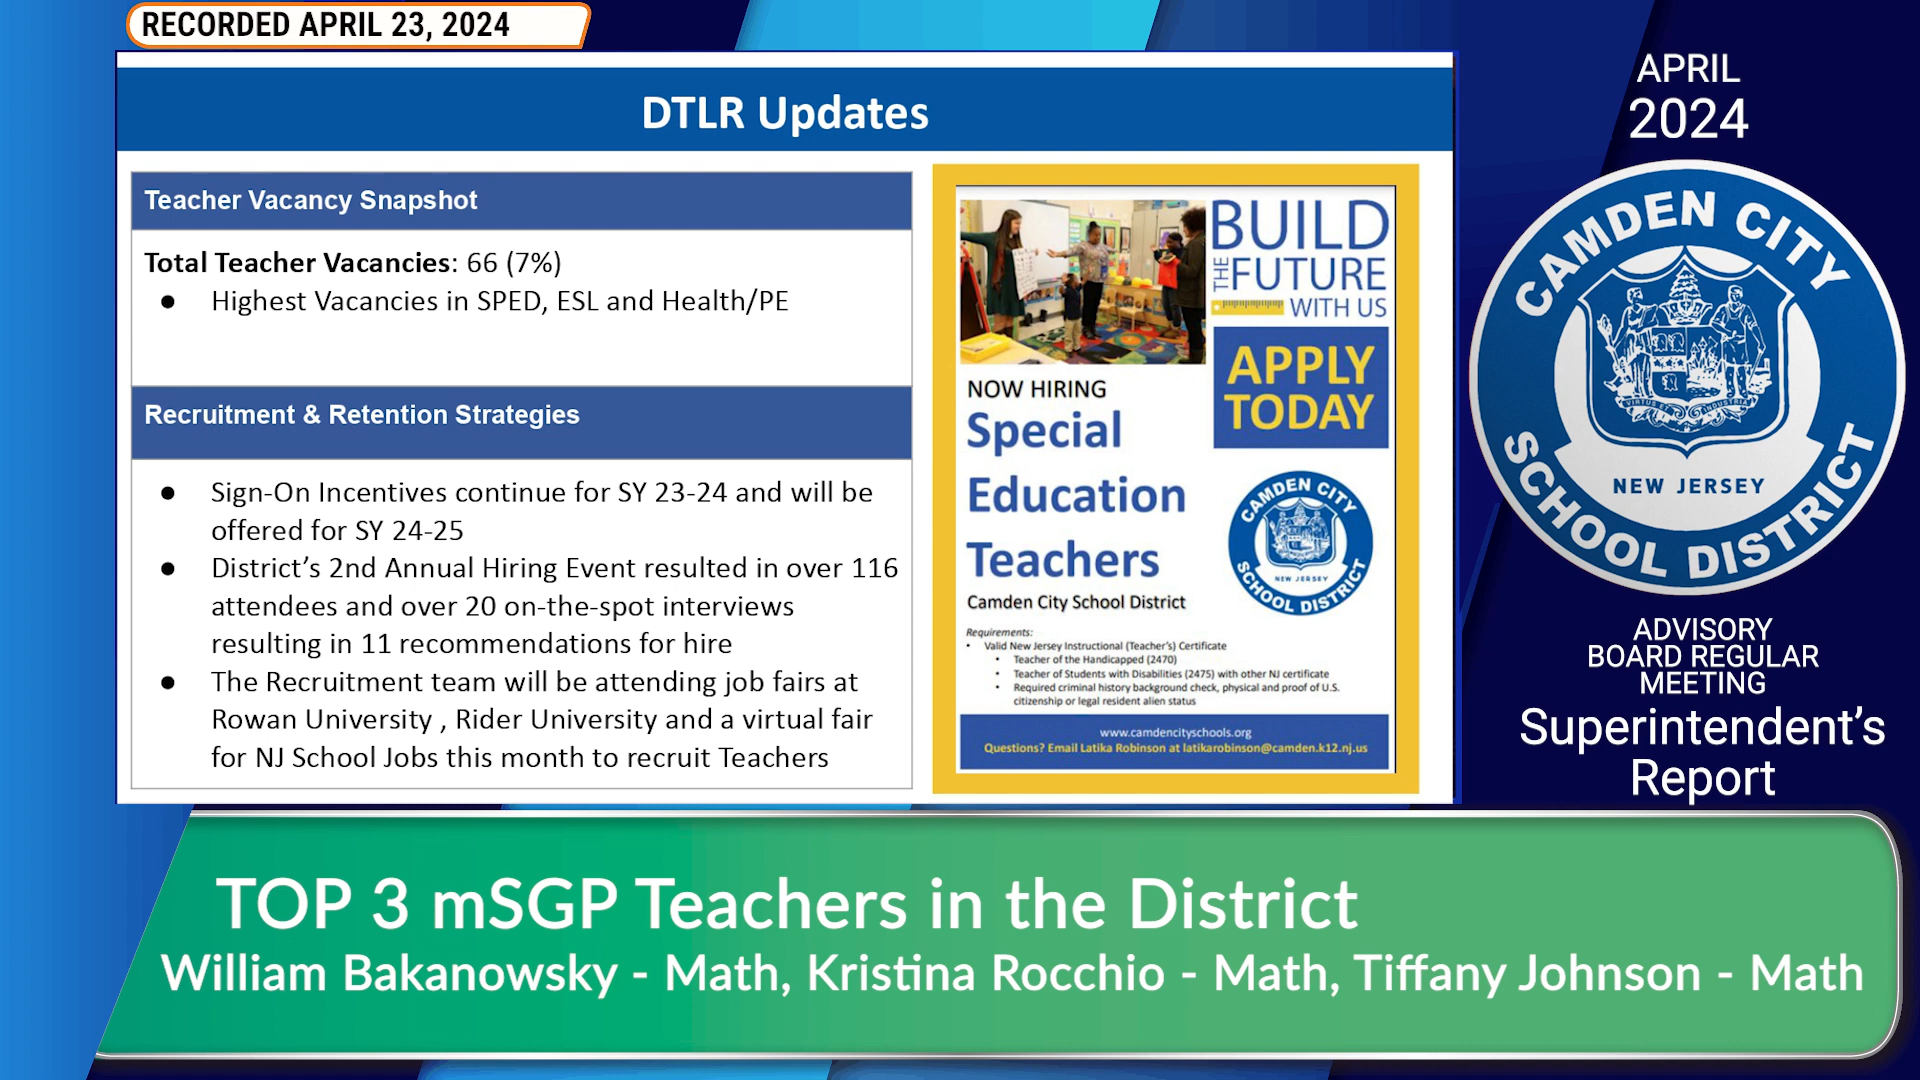 RECORDED APRIL 23, 2024
DTLR Updates
Teacher Vacancy Snapshot
Total Teacher Vacancies: 66 (7%)
● Highest Vacancies in SPED, ESL and Health/PE
Recruitment & Retention Strategies
● Sign-On Incentives continue for SY 23-24 and will be
offered for SY 24-25
● District's 2nd Annual Hiring Event resulted in over 116
attendees and over 20 on-the-spot interviews
resulting in 11 recommendations for hire
● The Recruitment team will be attending job fairs at
Rowan University , Rider University and a virtual fair
for NJ School Jobs this month to recruit Teachers
BUILD
THE FUTURE
WITH US
APPLY
TODAY
NOW HIRING
Special
Education
Teachers
Camden City School District
CAMDEN CITY
SCHOOL DISTRICT
NEW JERSEY
Requirements:
• Valid New Jersey Instructional (Teacher's) Certificate
• Teacher of the Handicapped (2470)
• Teacher of Students with Disabilities (2475) with other NJ certificate
• Required criminal history background check, physical and proof of U.S.
citizenship or legal resident alien status
www.camdencityschools.org
Questions? Email Latika Robinson at latikarobinson@camden.k12.nj.us
APRIL
2024
CAMDEN CITY
VIRTUS ET INDUSTRIA
NEW JERSEY
SCHOOL DISTRICT
ADVISORY
BOARD REGULAR
MEETING
Superintendent's
Report
TOP 3 mSGP Teachers in the District
William Bakanowsky - Math, Kristina Rocchio - Math, Tiffany Johnson - Math